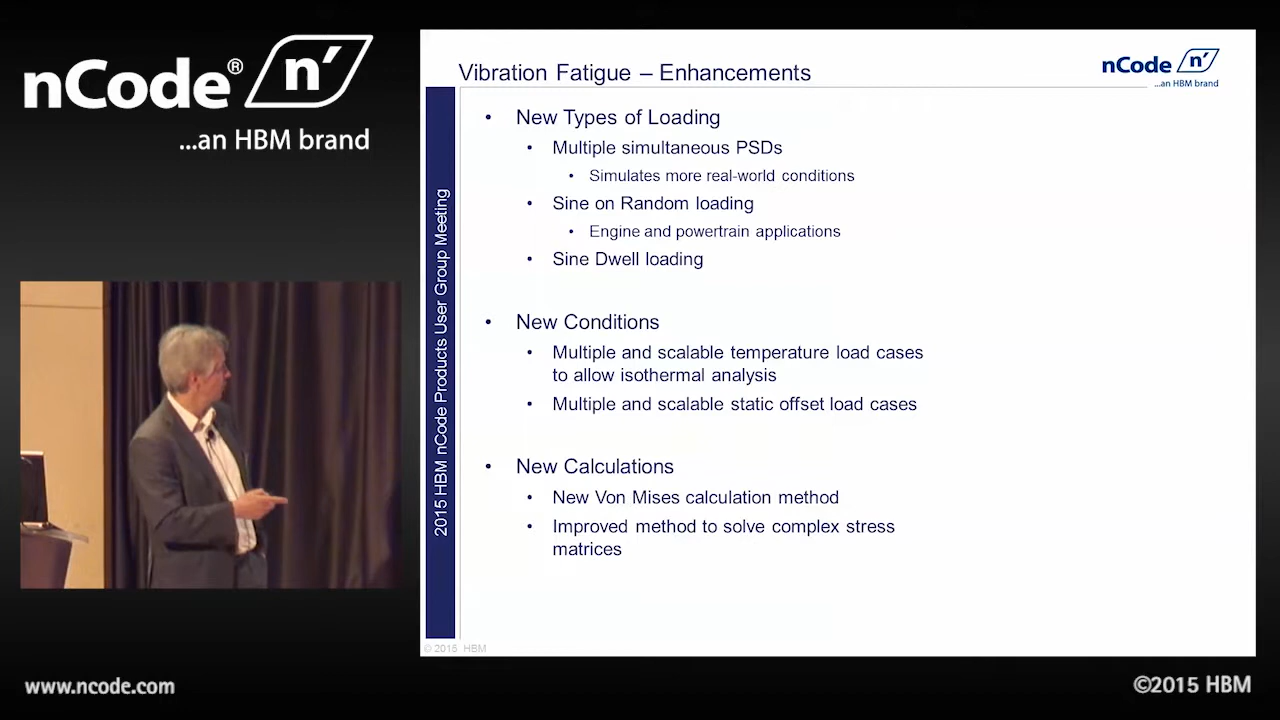 nCode® n'
...an HBM brand
Vibration Fatigue – Enhancements
nCode n'
...an HBM brand
2015 HBM nCode Products User Group Meeting
• New Types of Loading
• Multiple simultaneous PSDs
• Simulates more real-world conditions
• Sine on Random loading
• Engine and powertrain applications
• Sine Dwell loading
• New Conditions
• Multiple and scalable temperature load cases
to allow isothermal analysis
• Multiple and scalable static offset load cases
• New Calculations
• New Von Mises calculation method
• Improved method to solve complex stress
matrices
© 2015 HBM
www.ncode.com
©2015 HBM